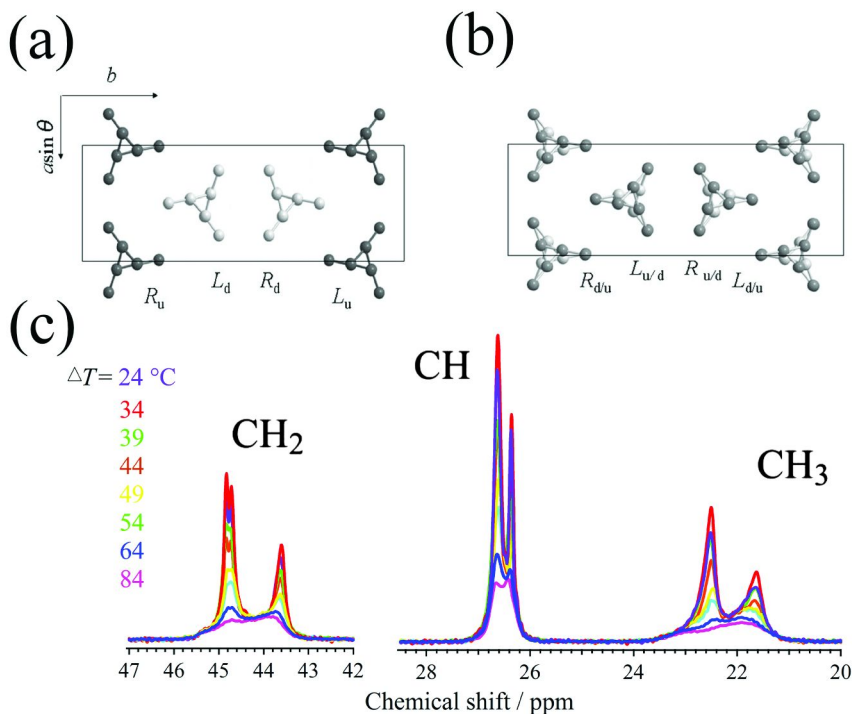 (a)
b
asinθ
R_u L_d R_d L_u
(b)
R_d/u L_u/d R_u/d L_d/u
(c)
△T= 24 °C
34
39
44
49
54
64
84
CH₂
CH
CH₃
47 46 45 44 43 42
28 26 24 22 20
Chemical shift / ppm